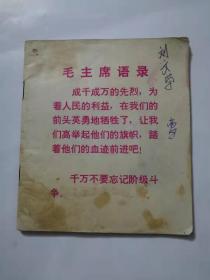 毛主席语录
成千成万的先烈，为
着人民的利益，在我们的
前头英勇地牺牲了，让我
们高举起他们的旗帜，踏
着他们的血迹前进吧！
千万不要忘记阶级斗
争。